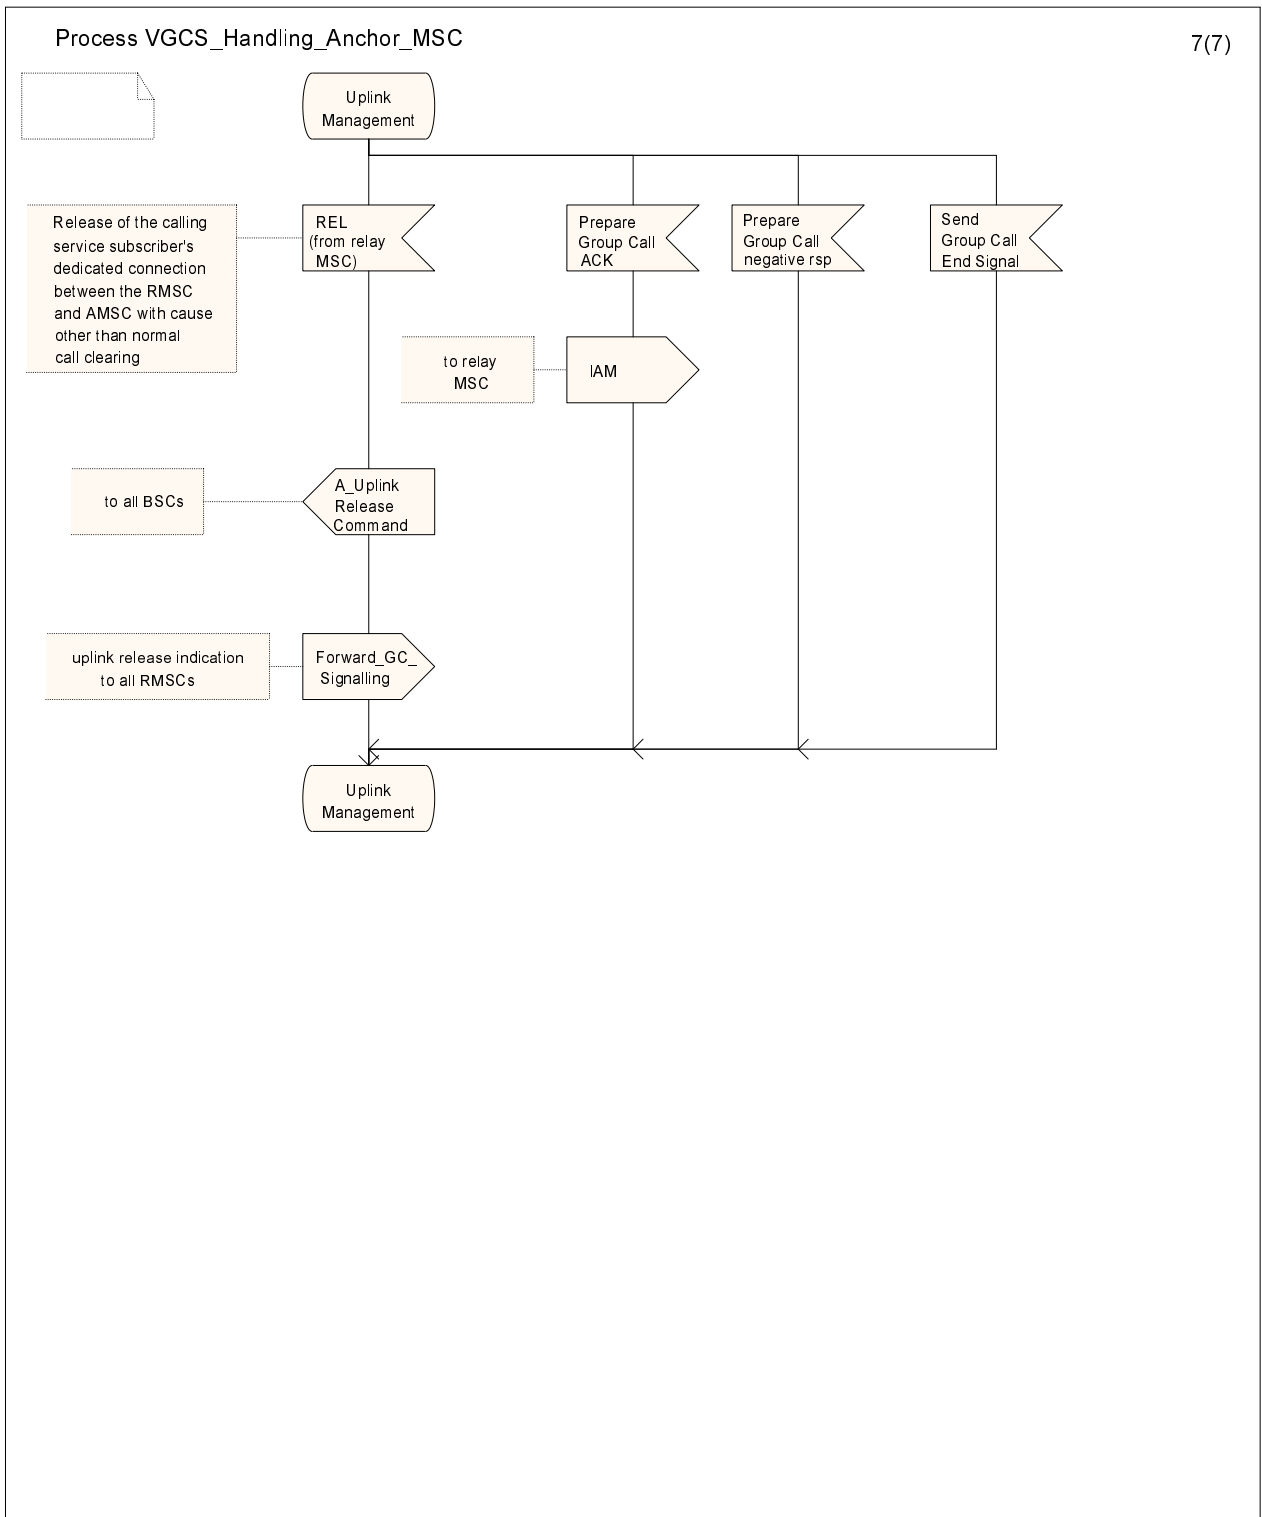 Process VGCS_Handling_Anchor_MSC
7(7)
Uplink
Management
Release of the calling
service subscriber's
dedicated connection
between the RMSC
and AMSC with cause
other than normal
call clearing
REL
(from relay
MSC)
Prepare
Group Call
ACK
Prepare
Group Call
negative rsp
Send
Group Call
End Signal
to relay
MSC
IAM
to all BSCs
A_Uplink
Release
Command
uplink release indication
to all RMSCs
Forward_GC_
Signalling
Uplink
Management